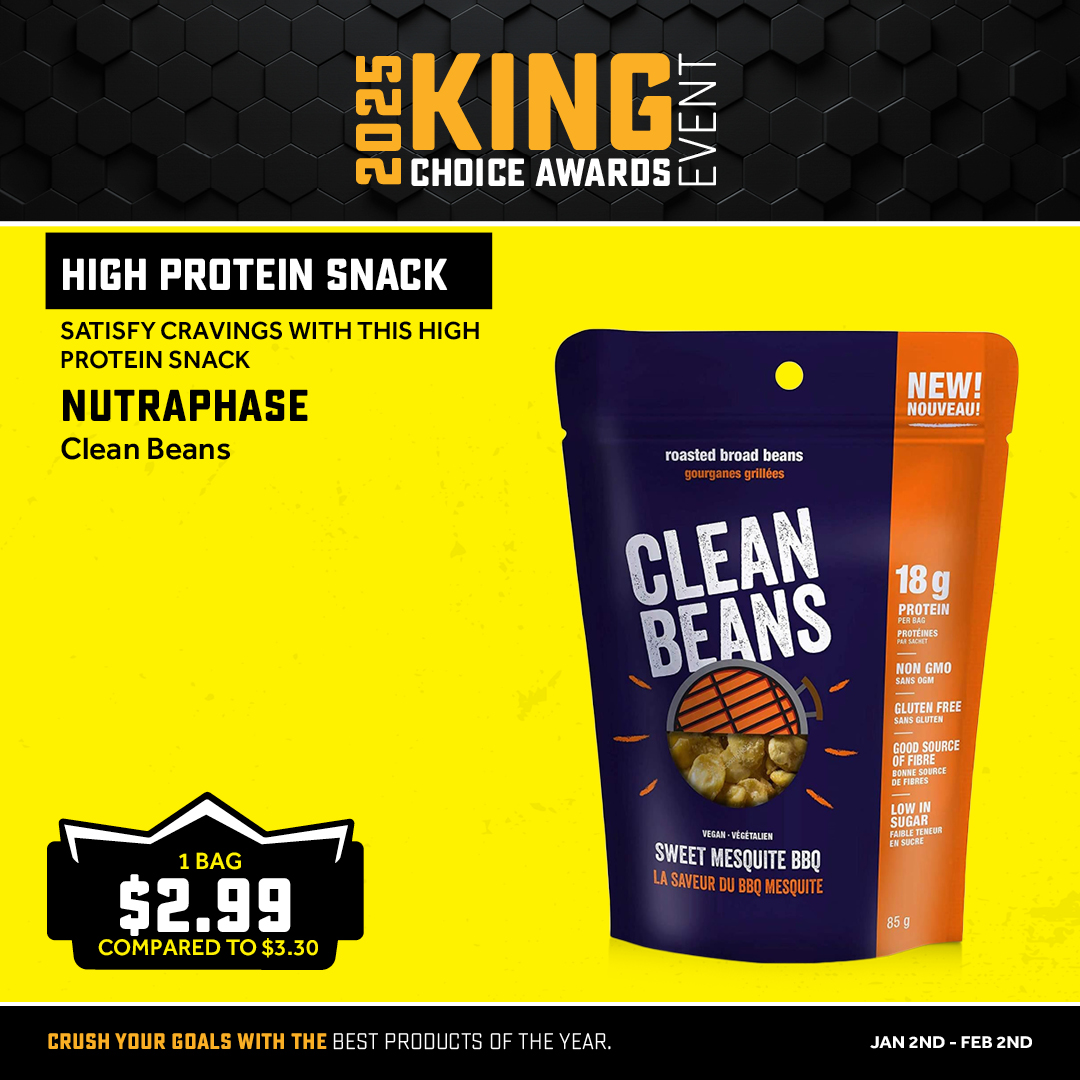 2025
KING
CHOICE AWARDS
EVENT
HIGH PROTEIN SNACK
SATISFY CRAVINGS WITH THIS HIGH
PROTEIN SNACK
NUTRAPHASE
Clean Beans
NEW!
NOUVEAU!
roasted broad beans
gourganes grillées
CLEAN
BEANS
18 g
PROTEIN
PER BAG
PROTÉINES
PAR SACHET
NON GMO
SANS OGM
GLUTEN FREE
SANS GLUTEN
GOOD SOURCE
OF FIBRE
BONNE SOURCE
DE FIBRES
LOW IN
SUGAR
FAIBLE TENEUR
EN SUCRE
VEGAN · VÉGÉTALIEN
SWEET MESQUITE BBQ
LA SAVEUR DU BBQ MESQUITE
85 g
1 BAG
$2.99
COMPARED TO $3.30
CRUSH YOUR GOALS WITH THE BEST PRODUCTS OF THE YEAR.
JAN 2ND - FEB 2ND